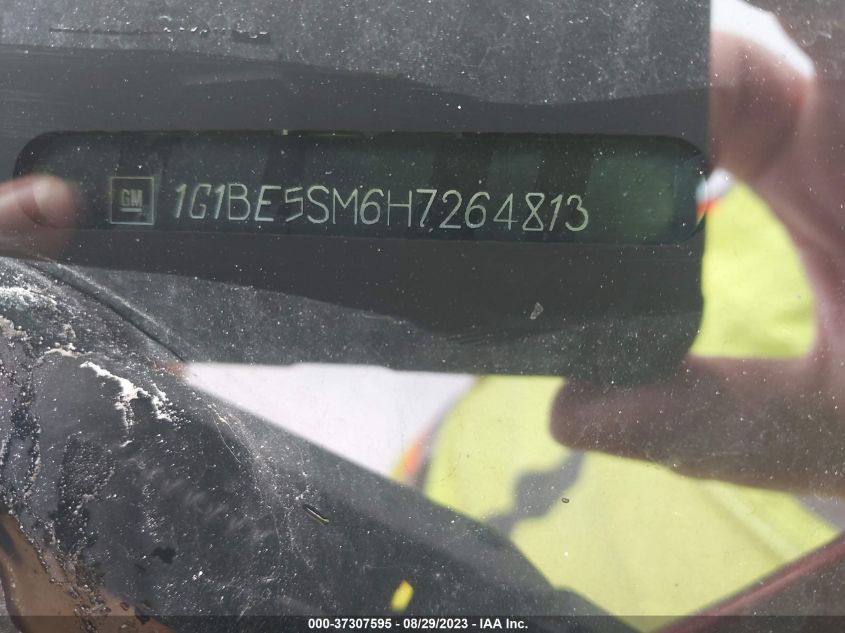 GM 1G1BE5SM6H7264813
000-37307595 - 08/29/2023 - IAA Inc.